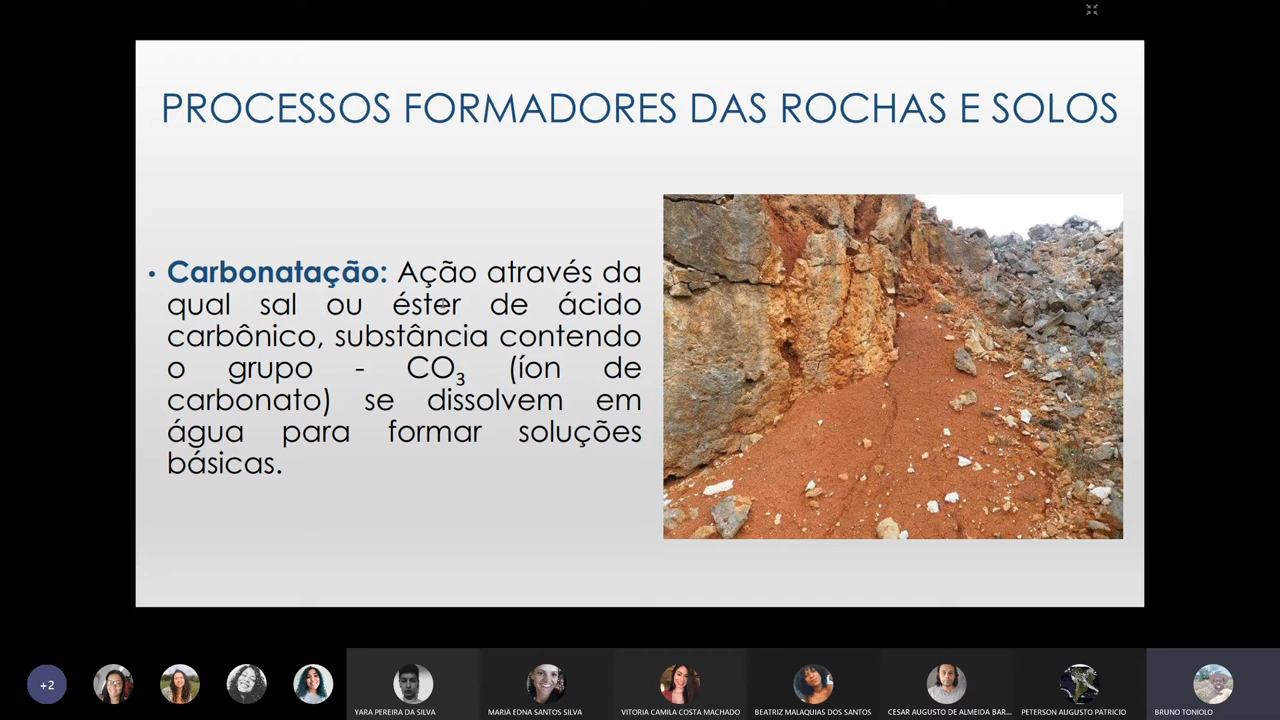 PROCESSOS FORMADORES DAS ROCHAS E SOLOS
• Carbonatação: Ação através da
qual sal ou éster de ácido
carbônico, substância contendo
o grupo - CO₃ (íon de
carbonato) se dissolvem em
água para formar soluções
básicas.
+2
YARA PEREIRA DA SILVA
MARIA EDNA SANTOS SILVA
VITORIA CAMILA COSTA MACHADO
BEATRIZ MALAQUIAS DOS SANTOS
CESAR AUGUSTO DE ALMEIDA BAR...
PETERSON AUGUSTO PATRICIO
BRUNO TONIOLO